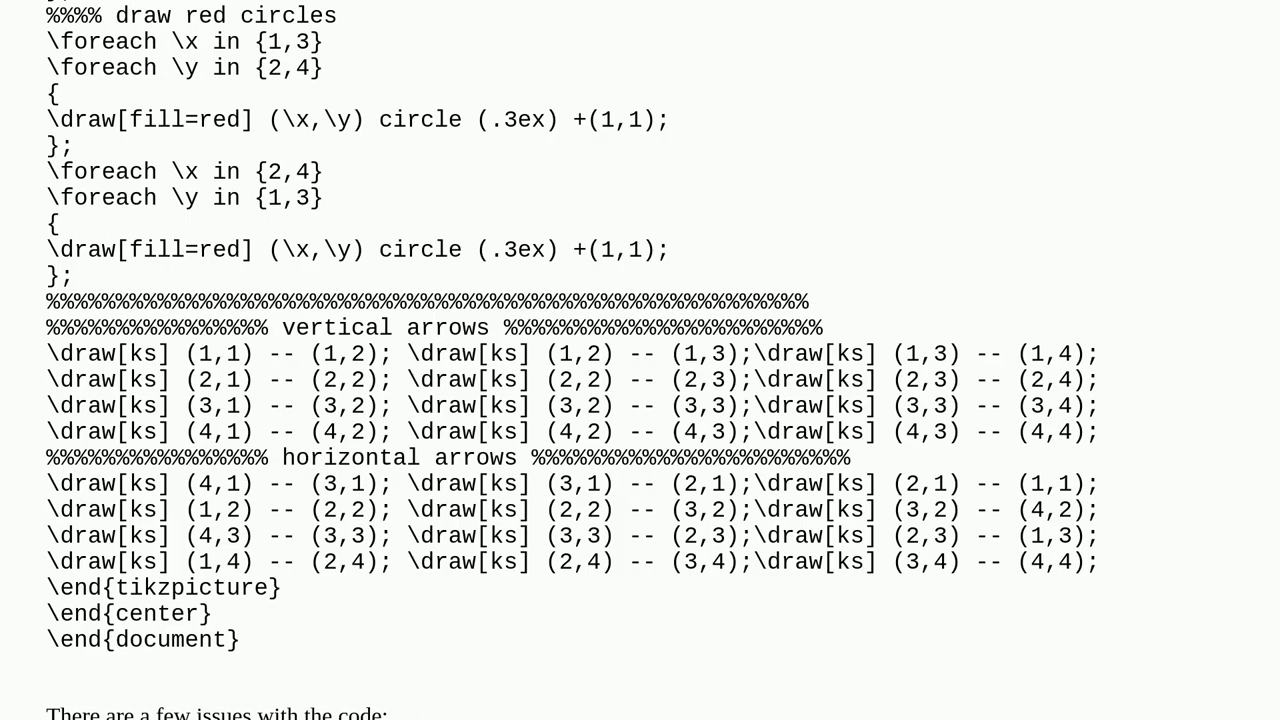 %%%% draw red circles
\foreach \x in {1,3}
\foreach \y in {2,4}
{
\draw[fill=red] (\x,\y) circle (.3ex) +(1,1);
};
\foreach \x in {2,4}
\foreach \y in {1,3}
{
\draw[fill=red] (\x,\y) circle (.3ex) +(1,1);
};
%%%%%%%%%%%%%%%%%%%%%%%%%%%%%%%%%%%%%%%%%%%%%%%%%%%%%%%
%%%%%%%%%%%%%%%% vertical arrows %%%%%%%%%%%%%%%%%%%%%%%
\draw[ks] (1,1) -- (1,2); \draw[ks] (1,2) -- (1,3);\draw[ks] (1,3) -- (1,4);
\draw[ks] (2,1) -- (2,2); \draw[ks] (2,2) -- (2,3);\draw[ks] (2,3) -- (2,4);
\draw[ks] (3,1) -- (3,2); \draw[ks] (3,2) -- (3,3);\draw[ks] (3,3) -- (3,4);
\draw[ks] (4,1) -- (4,2); \draw[ks] (4,2) -- (4,3);\draw[ks] (4,3) -- (4,4);
%%%%%%%%%%%%%%%% horizontal arrows %%%%%%%%%%%%%%%%%%%%%%%
\draw[ks] (4,1) -- (3,1); \draw[ks] (3,1) -- (2,1);\draw[ks] (2,1) -- (1,1);
\draw[ks] (1,2) -- (2,2); \draw[ks] (2,2) -- (3,2);\draw[ks] (3,2) -- (4,2);
\draw[ks] (4,3) -- (3,3); \draw[ks] (3,3) -- (2,3);\draw[ks] (2,3) -- (1,3);
\draw[ks] (1,4) -- (2,4); \draw[ks] (2,4) -- (3,4);\draw[ks] (3,4) -- (4,4);
\end{tikzpicture}
\end{center}
\end{document}
There are a few issues with the code: